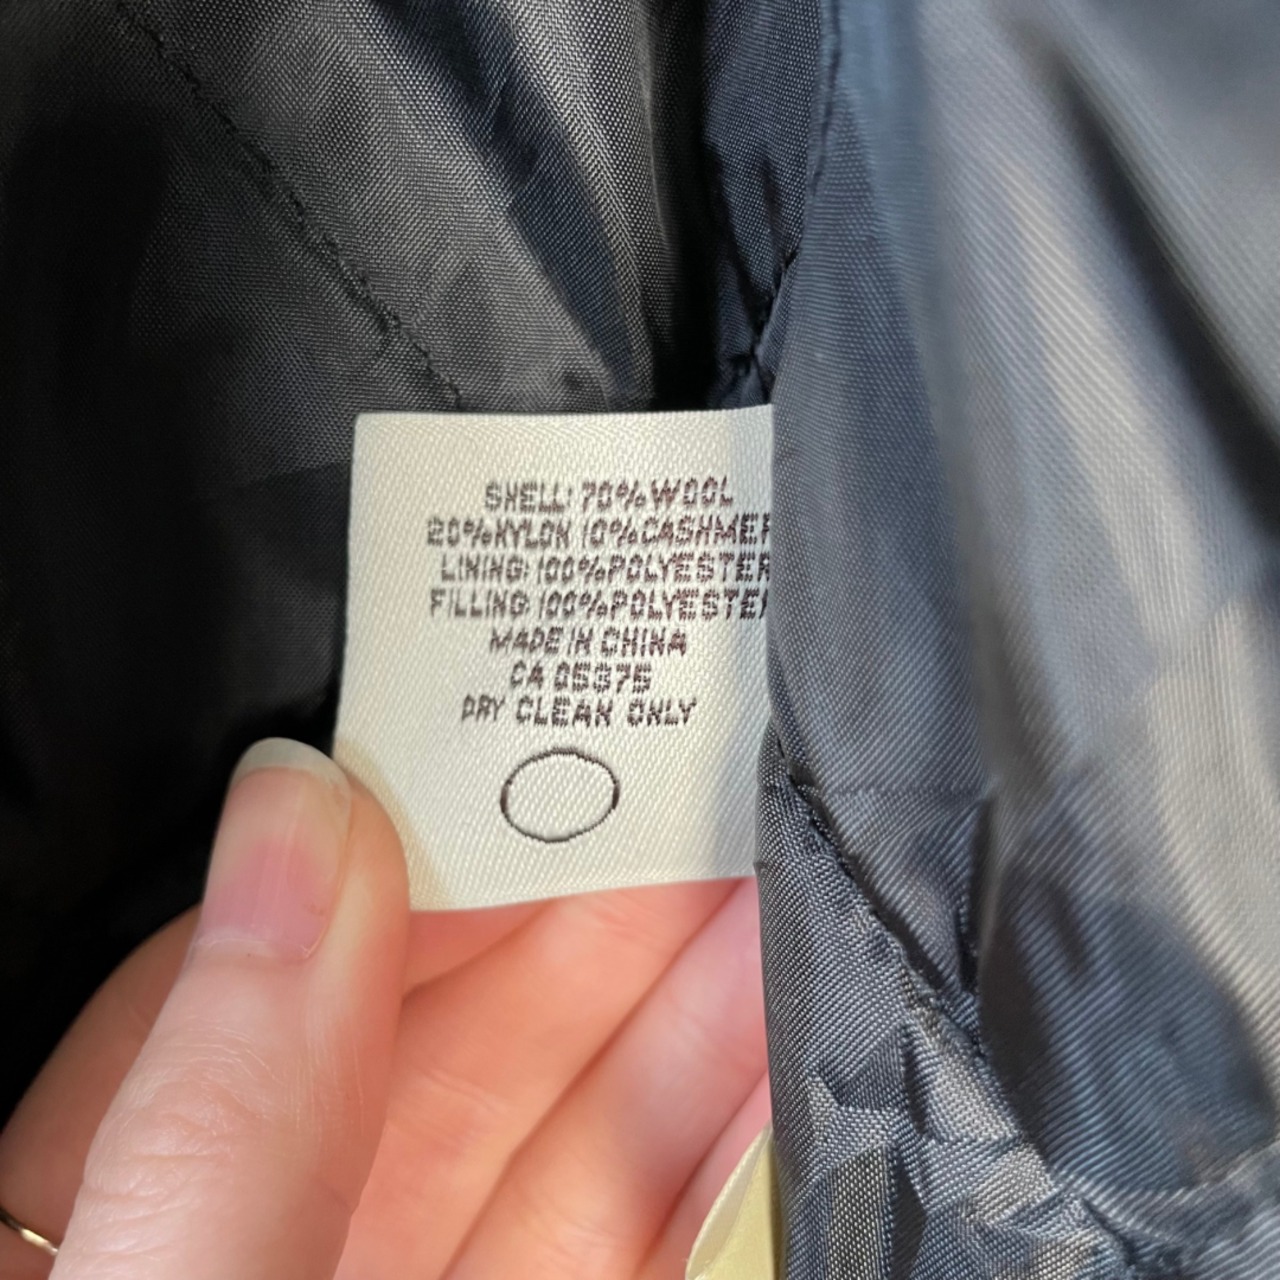 SHELL: 70% WOOL
20% NYLON 10% CASHMER
LINING: 100% POLYESTER
FILLING: 100% POLYESTER
MADE IN CHINA
CA 05375
DRY CLEAN ONLY